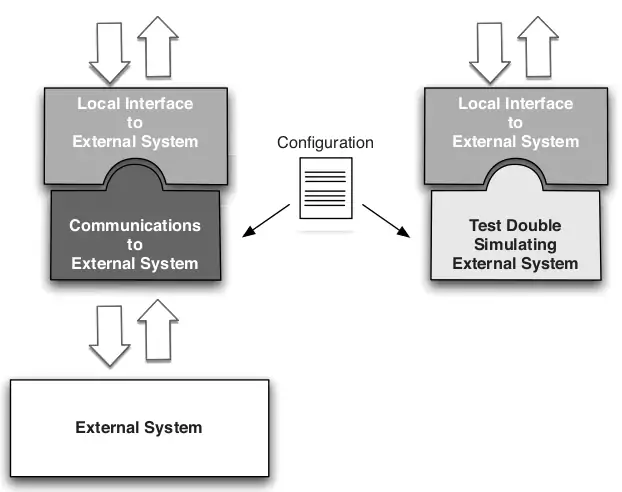 Local Interface
to
External System
Configuration
Local Interface
to
External System
Communications
to
External System
Test Double
Simulating
External System
External System